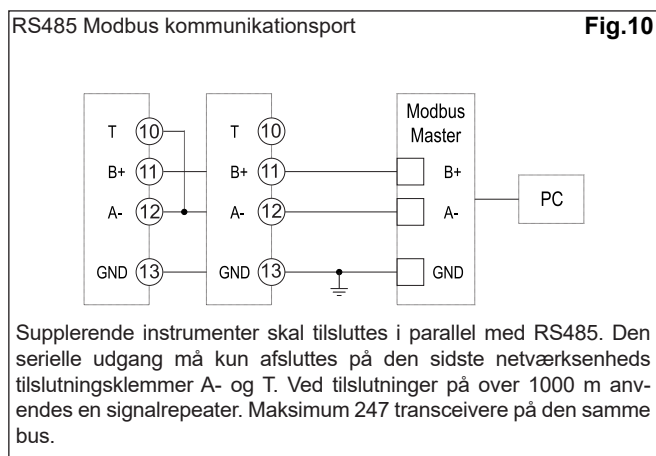 RS485 Modbus kommunikationsport Fig.10
Modbus
Master
T 10 T 10
B+ 11 B+ 11 B+
A- 12 A- 12 A- PC
GND 13 GND 13 GND
Supplerende instrumenter skal tilsluttes i parallel med RS485. Den
serielle udgang må kun afsluttes på den sidste netværksenheds
tilslutningsklemmer A- og T. Ved tilslutninger på over 1000 m anv-
endes en signalrepeater. Maksimum 247 transceivere på den samme
bus.